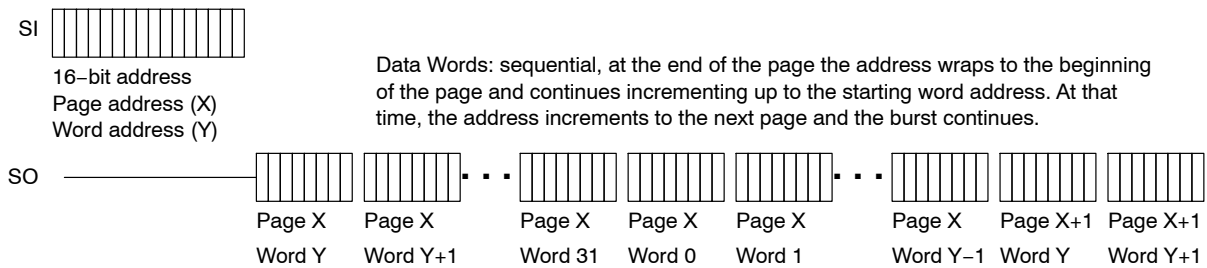 SI
16−bit address
Page address (X)
Word address (Y)
Data Words: sequential, at the end of the page the address wraps to the beginning
of the page and continues incrementing up to the starting word address. At that
time, the address increments to the next page and the burst continues.
SO
Page X Page X Page X Page X Page X Page X Page X+1 Page X+1
Word Y Word Y+1 Word 31 Word 0 Word 1 Word Y−1 Word Y Word Y+1